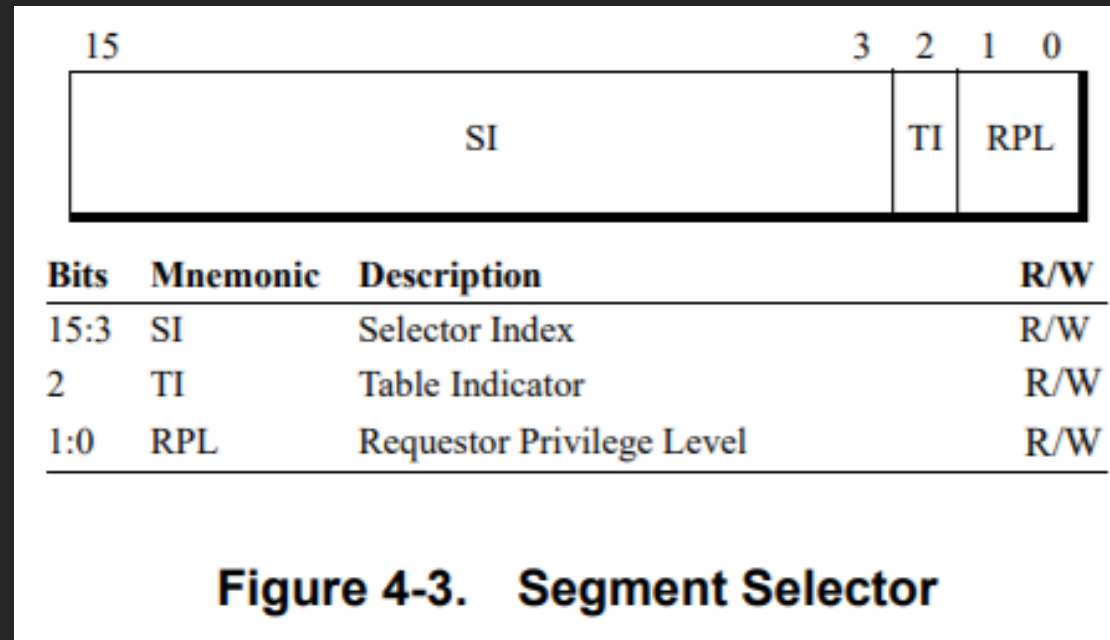 15 3 2 1 0
SI TI RPL
Bits Mnemonic Description R/W
15:3 SI Selector Index R/W
2 TI Table Indicator R/W
1:0 RPL Requestor Privilege Level R/W
Figure 4-3. Segment Selector